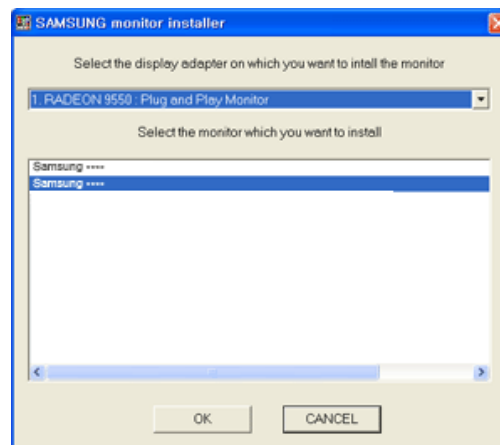 SAMSUNG monitor installer
Select the display adapter on which you want to intall the monitor
1. RADEON 9550 : Plug and Play Monitor
Select the monitor which you want to install
Samsung ····
Samsung ····
OK
CANCEL